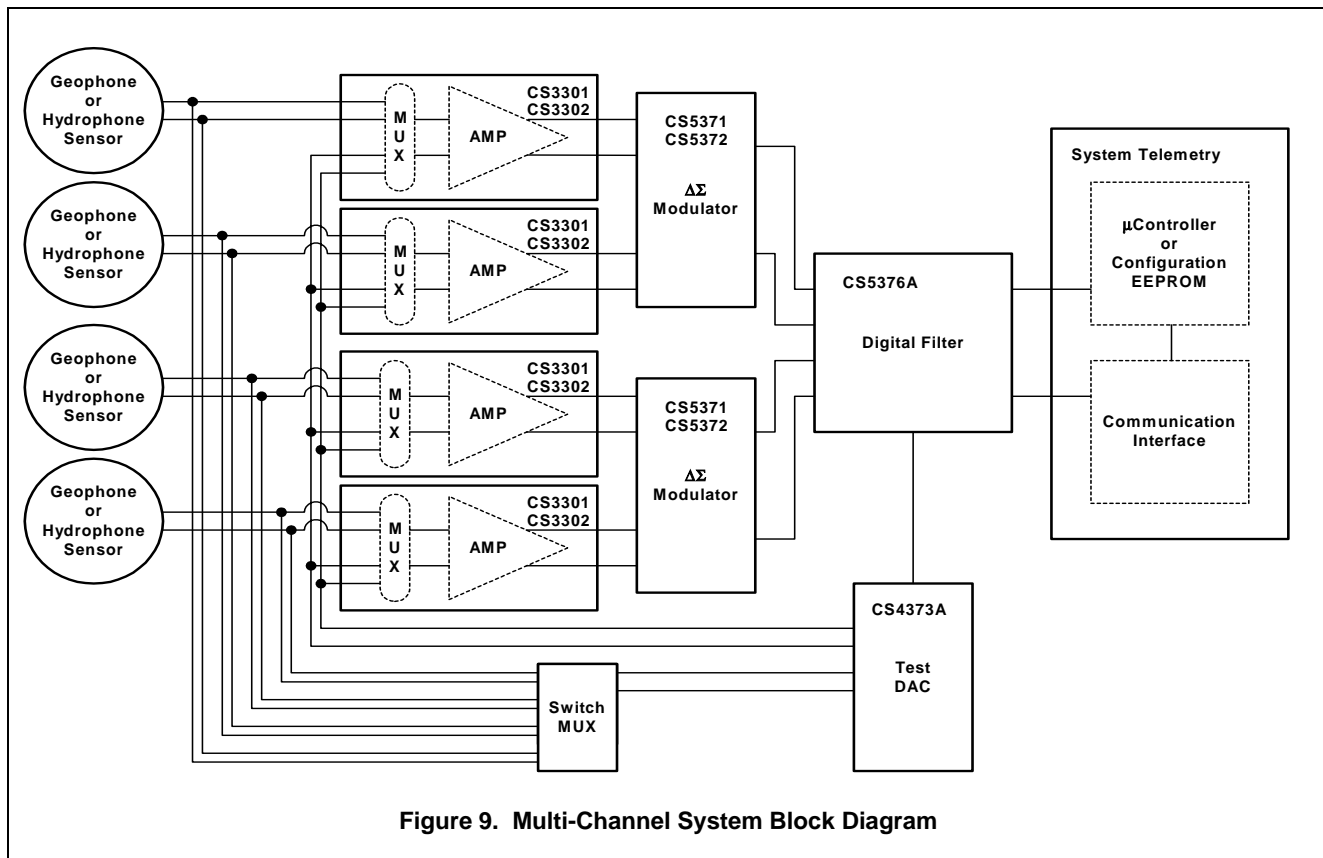 Geophone
or
Hydrophone
Sensor
Geophone
or
Hydrophone
Sensor
Geophone
or
Hydrophone
Sensor
Geophone
or
Hydrophone
Sensor
M
U
X
AMP
CS3301
CS3302
M
U
X
AMP
CS3301
CS3302
M
U
X
AMP
CS3301
CS3302
M
U
X
AMP
CS3301
CS3302
CS5371
CS5372
ΔΣ
Modulator
CS5371
CS5372
ΔΣ
Modulator
CS5376A
Digital Filter
System Telemetry
µController
or
Configuration
EEPROM
Communication
Interface
Switch
MUX
CS4373A
Test
DAC
Figure 9. Multi-Channel System Block Diagram